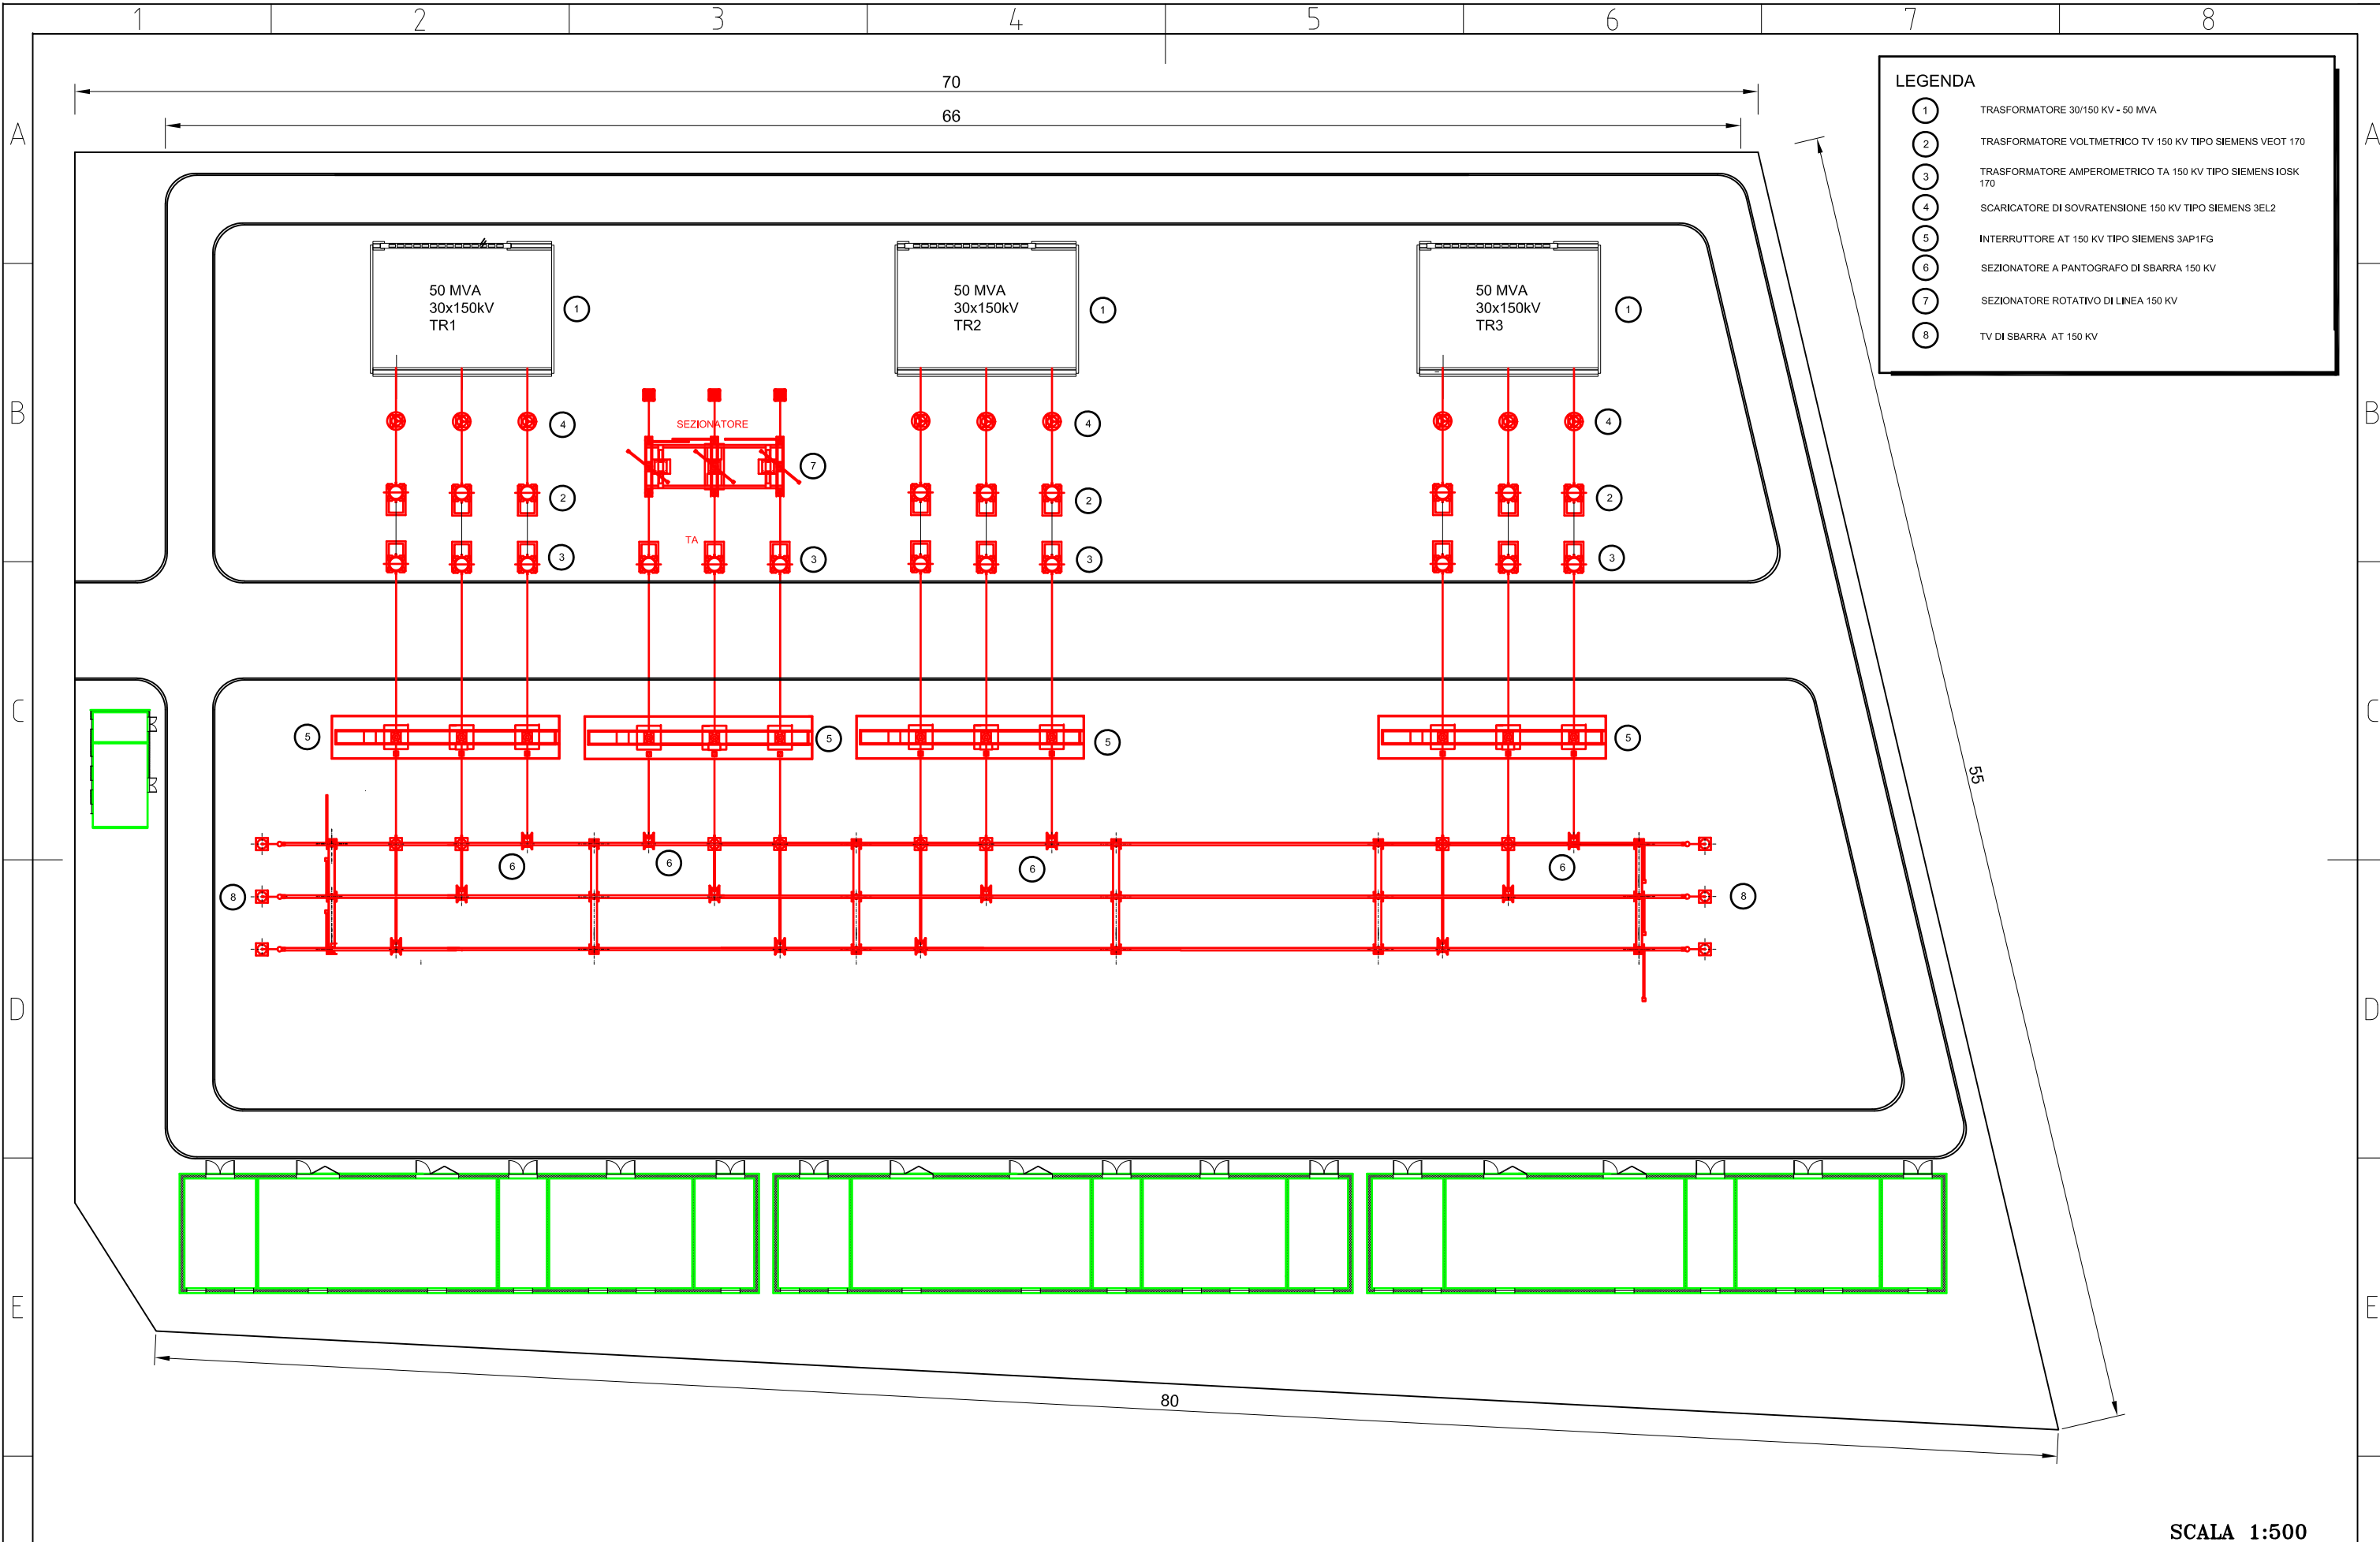 1 2 3 4 5 6 7 8
70
66
A A
LEGENDA
1 TRASFORMATORE 30/150 KV - 50 MVA
2 TRASFORMATORE VOLTMETRICO TV 150 KV TIPO SIEMENS VEOT 170
3 TRASFORMATORE AMPEROMETRICO TA 150 KV TIPO SIEMENS IOSK
170
4 SCARICATORE DI SOVRATENSIONE 150 KV TIPO SIEMENS 3EL2
5 INTERRUTTORE AT 150 KV TIPO SIEMENS 3AP1FG
6 SEZIONATORE A PANTOGRAFO DI SBARRA 150 KV
7 SEZIONATORE ROTATIVO DI LINEA 150 KV
8 TV DI SBARRA AT 150 KV
50 MVA
30x150kV
TR1
1
50 MVA
30x150kV
TR2
1
50 MVA
30x150kV
TR3
1
B B
SEZIONATORE
4 4 4
7
2 2 2
TA
3 3 3 3
C C
5 5 5 5
55
6 6 6 6
8 8
D D
E E
80
SCALA 1:500